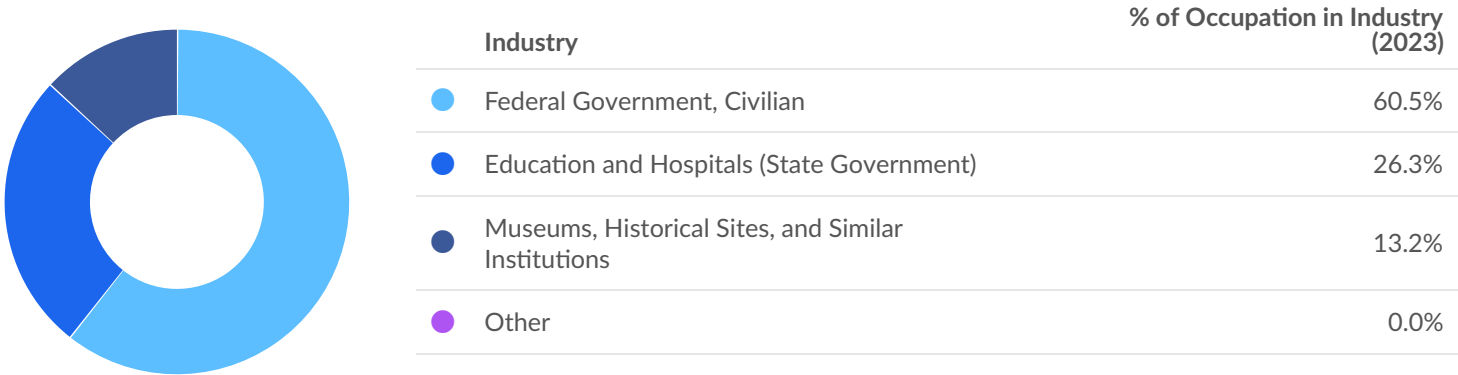 Industry
% of Occupation in Industry
(2023)
Federal Government, Civilian
60.5%
Education and Hospitals (State Government)
26.3%
Museums, Historical Sites, and Similar
Institutions
13.2%
Other
0.0%